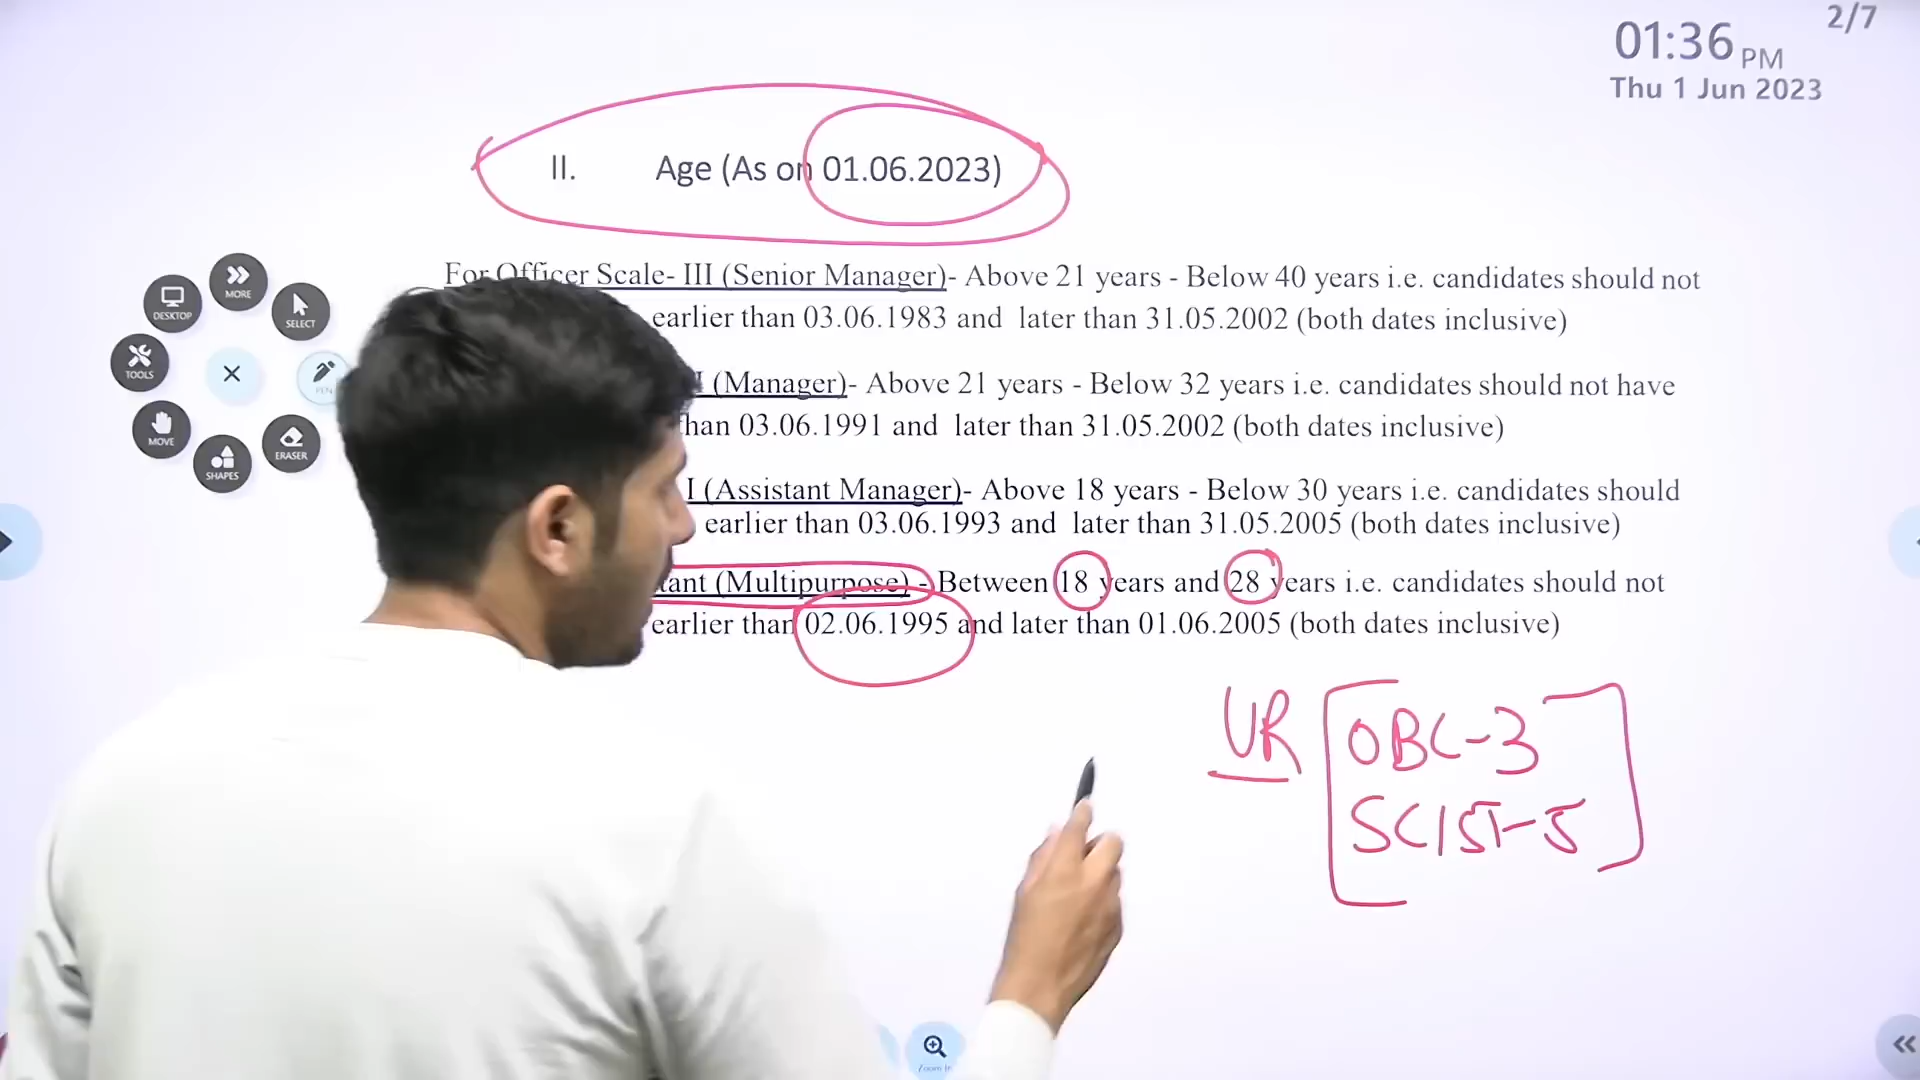 2/7
01:36 PM
Thu 1 Jun 2023
II. Age (As on 01.06.2023)
For Officer Scale- III (Senior Manager)- Above 21 years - Below 40 years i.e. candidates should not
earlier than 03.06.1983 and later than 31.05.2002 (both dates inclusive)
(Manager)- Above 21 years - Below 32 years i.e. candidates should not have
than 03.06.1991 and later than 31.05.2002 (both dates inclusive)
I (Assistant Manager)- Above 18 years - Below 30 years i.e. candidates should
earlier than 03.06.1993 and later than 31.05.2005 (both dates inclusive)
(Multipurpose) - Between 18 years and 28 years i.e. candidates should not
earlier than 02.06.1995 and later than 01.06.2005 (both dates inclusive)
UR OBC-3
SC/ST-5
MORE
DESKTOP
SELECT
TOOLS
PEN
MOVE
ERASER
SHAPES